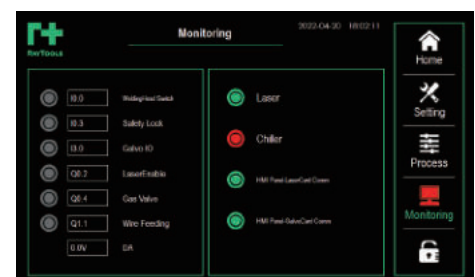 Monitoring
2022-04-20 18:02:11
RayTools
Home
I0.0 WeldingHead Switch
Laser
I0.3 Safety Lock
Setting
Chiller
I3.0 Galvo IO
Process
Q0.2 LaserEnable
HMI Panel-LaserCard Comm
Q0.4 Gas Valve
Monitoring
Q1.1 Wire Feeding
HMI Panel-GalvoCard Comm
0.0V DA